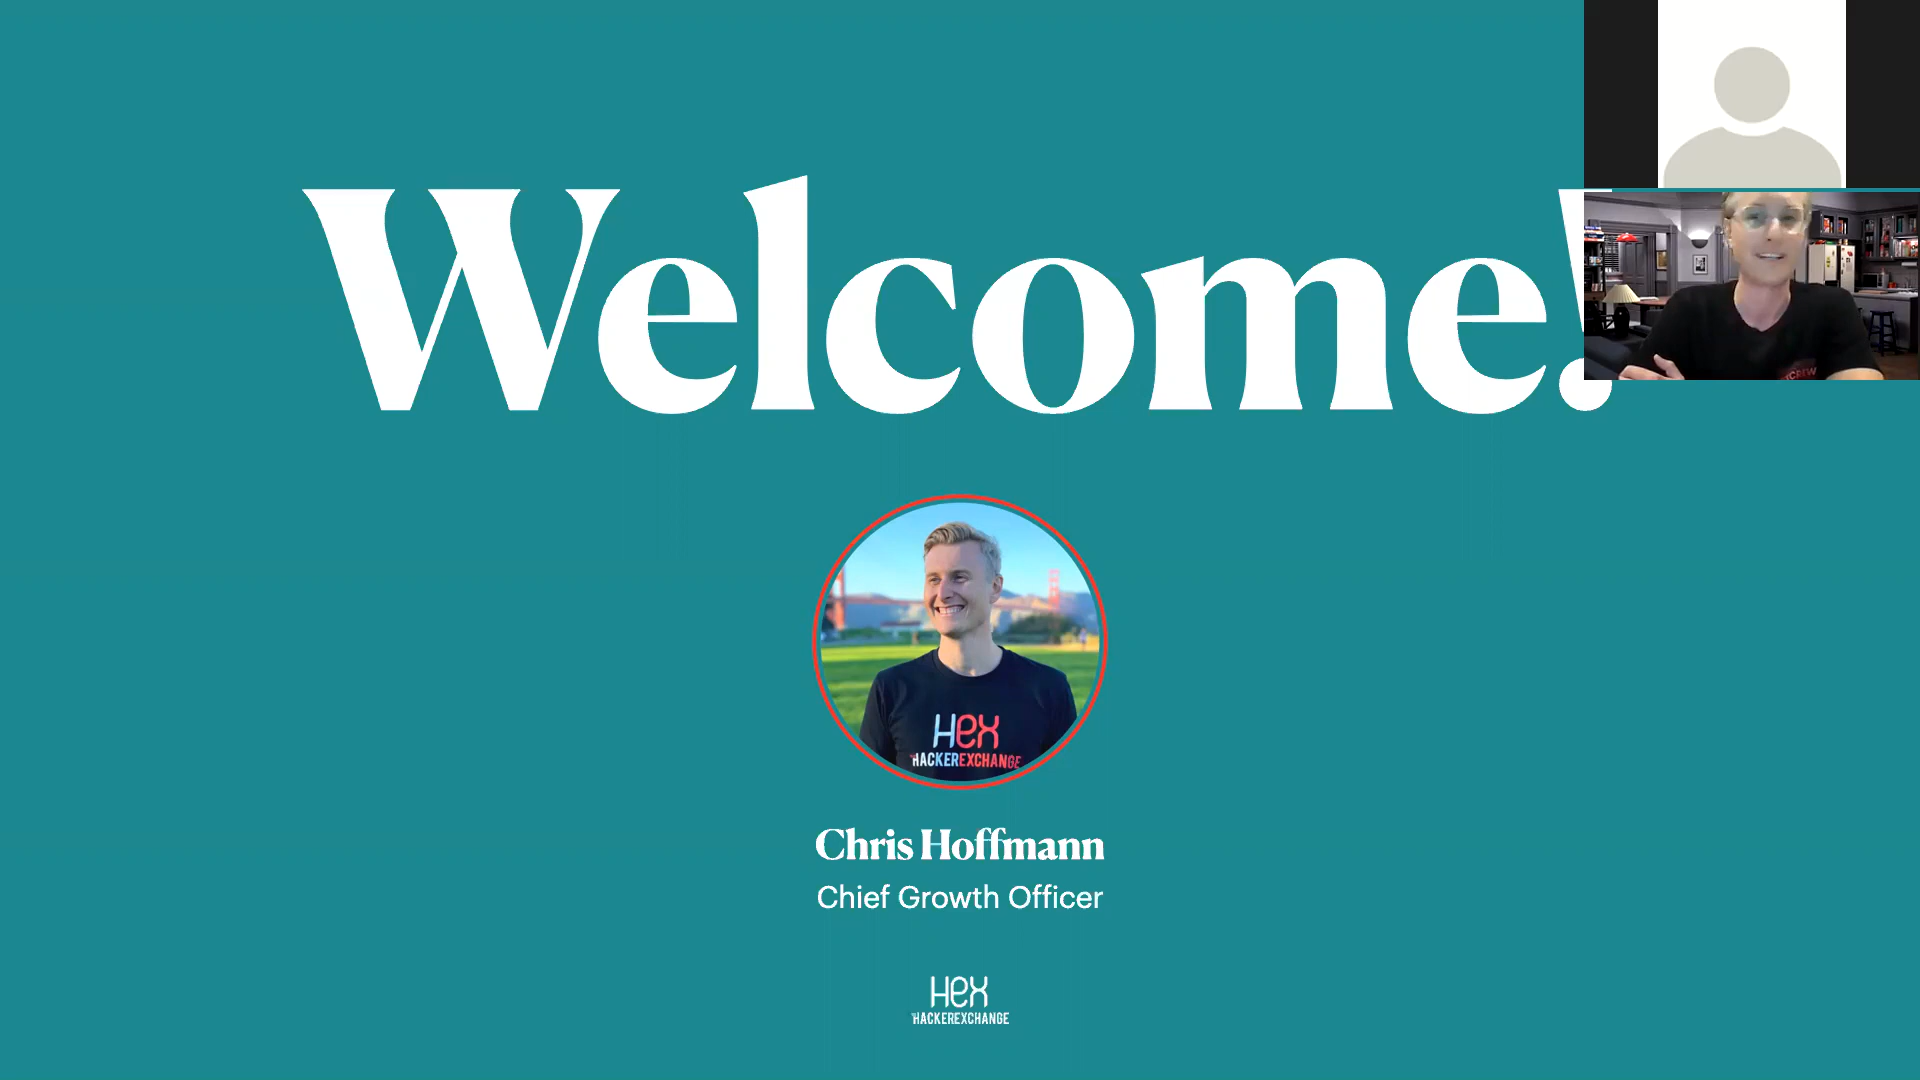 Welcome!
Hex
HACKEREXCHANGE
Chris Hoffmann
Chief Growth Officer
Hex
HACKEREXCHANGE